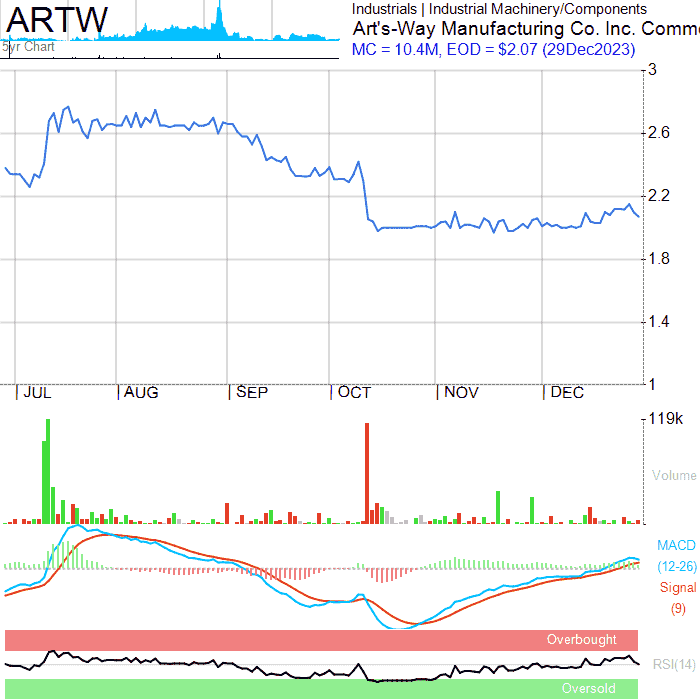 ARTW
5yr Chart
Industrials | Industrial Machinery/Components
Art's-Way Manufacturing Co. Inc. Comm
MC = 10.4M, EOD = $2.07 (29Dec2023)
3
2.6
2.2
1.8
1.4
1
| JUL | AUG | SEP | OCT | NOV | DEC
119k
Volume
MACD
(12-26)
Signal
(9)
Overbought
RSI(14)
Oversold